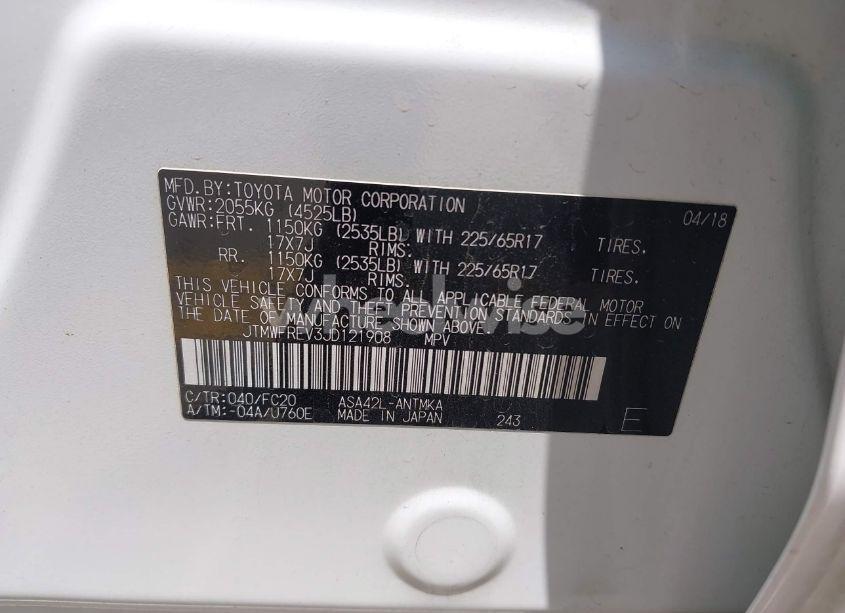 MFD.BY:TOYOTA MOTOR CORPORATION 04/18
GVWR:2055KG (4525LB)
GAWR:FRT. 1150KG (2535LB) WITH 225/65R17 TIRES.
17X7J RIMS.
RR. 1150KG (2535LB) WITH 225/65R17 TIRES.
17X7J RIMS.
THIS VEHICLE CONFORMS TO ALL APPLICABLE FEDERAL MOTOR
VEHICLE SAFETY AND THEFT PREVENTION STANDARDS IN EFFECT ON
THE DATE OF MANUFACTURE SHOWN ABOVE.
JTMWFREV3JD121908 MPV
C/TR:040/FC20 ASA42L-ANTMKA
A/TM:-04A/U760E MADE IN JAPAN 243 E
wheelwise